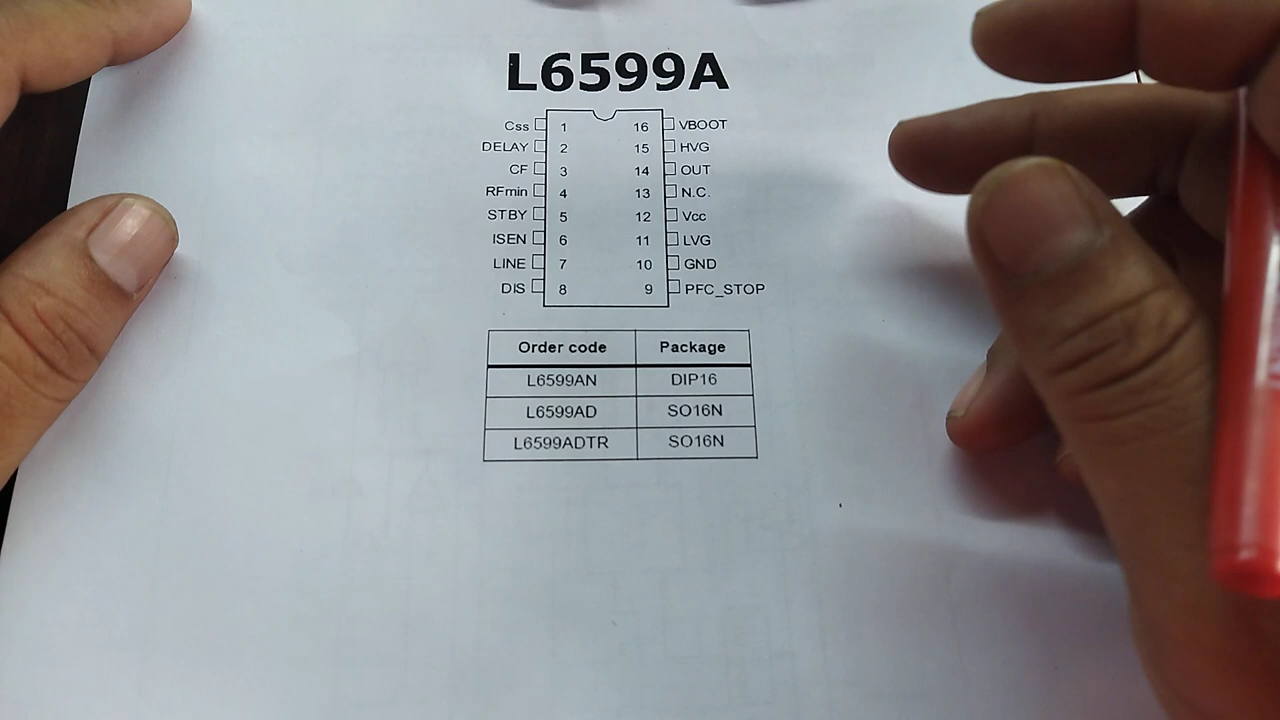 L6599A
Css 1 16 VBOOT
DELAY 2 15 HVG
CF 3 14 OUT
RFmin 4 13 N.C.
STBY 5 12 Vcc
ISEN 6 11 LVG
LINE 7 10 GND
DIS 8 9 PFC_STOP
Order code Package
L6599AN DIP16
L6599AD SO16N
L6599ADTR SO16N